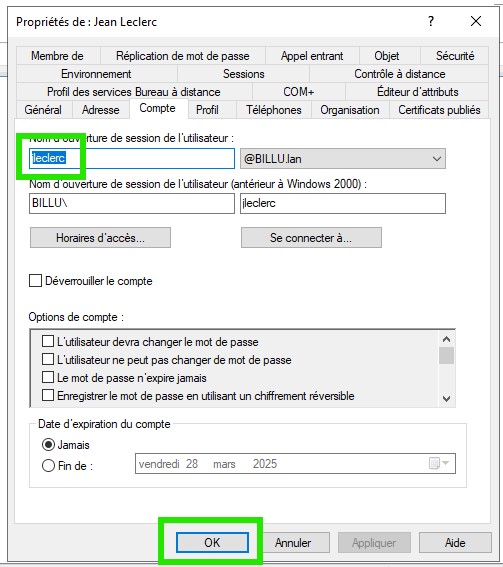 Propriétés de : Jean Leclerc
? ×
Membre de Réplication de mot de passe Appel entrant Objet Sécurité
Environnement Sessions Contrôle à distance
Profil des services Bureau à distance COM+ Éditeur d'attributs
Général Adresse Compte Profil Téléphones Organisation Certificats publiés
Nom d'ouverture de session de l'utilisateur :
jleclerc @BILLU.lan
Nom d'ouverture de session de l'utilisateur (antérieur à Windows 2000) :
BILLU\ jleclerc
Horaires d'accès... Se connecter à...
Déverrouiller le compte
Options de compte :
L'utilisateur devra changer le mot de passe
L'utilisateur ne peut pas changer de mot de passe
Le mot de passe n'expire jamais
Enregistrer le mot de passe en utilisant un chiffrement réversible
Date d'expiration du compte
Jamais
Fin de : vendredi 28 mars 2025
OK Annuler Appliquer Aide